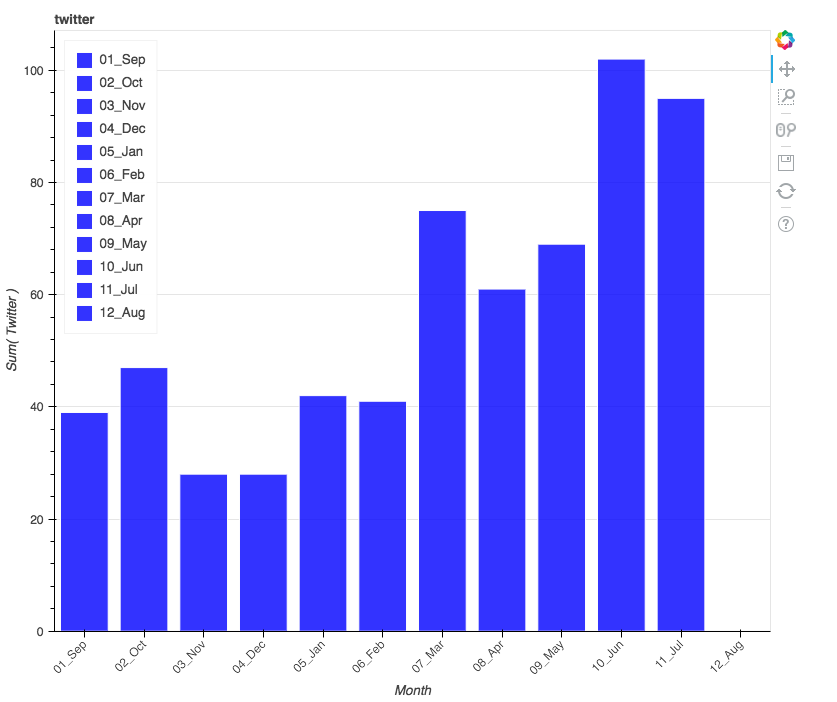 twitter
01_Sep
02_Oct
03_Nov
04_Dec
05_Jan
06_Feb
07_Mar
08_Apr
09_May
10_Jun
11_Jul
12_Aug
100
80
60
40
20
0
Sum( Twitter )
01_Sep
02_Oct
03_Nov
04_Dec
05_Jan
06_Feb
07_Mar
08_Apr
09_May
10_Jun
11_Jul
12_Aug
Month
?